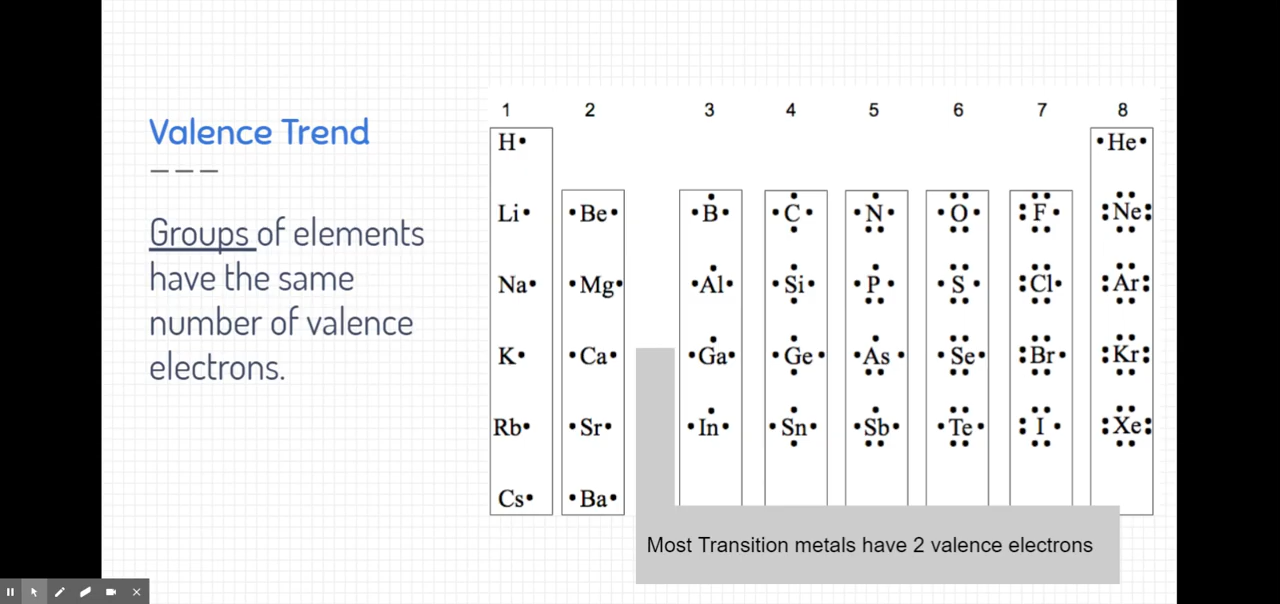 Valence Trend
Groups of elements
have the same
number of valence
electrons.
1 2 3 4 5 6 7 8
H He
Li Be B C N O F Ne
Na Mg Al Si P S Cl Ar
K Ca Ga Ge As Se Br Kr
Rb Sr In Sn Sb Te I Xe
Cs Ba
Most Transition metals have 2 valence electrons